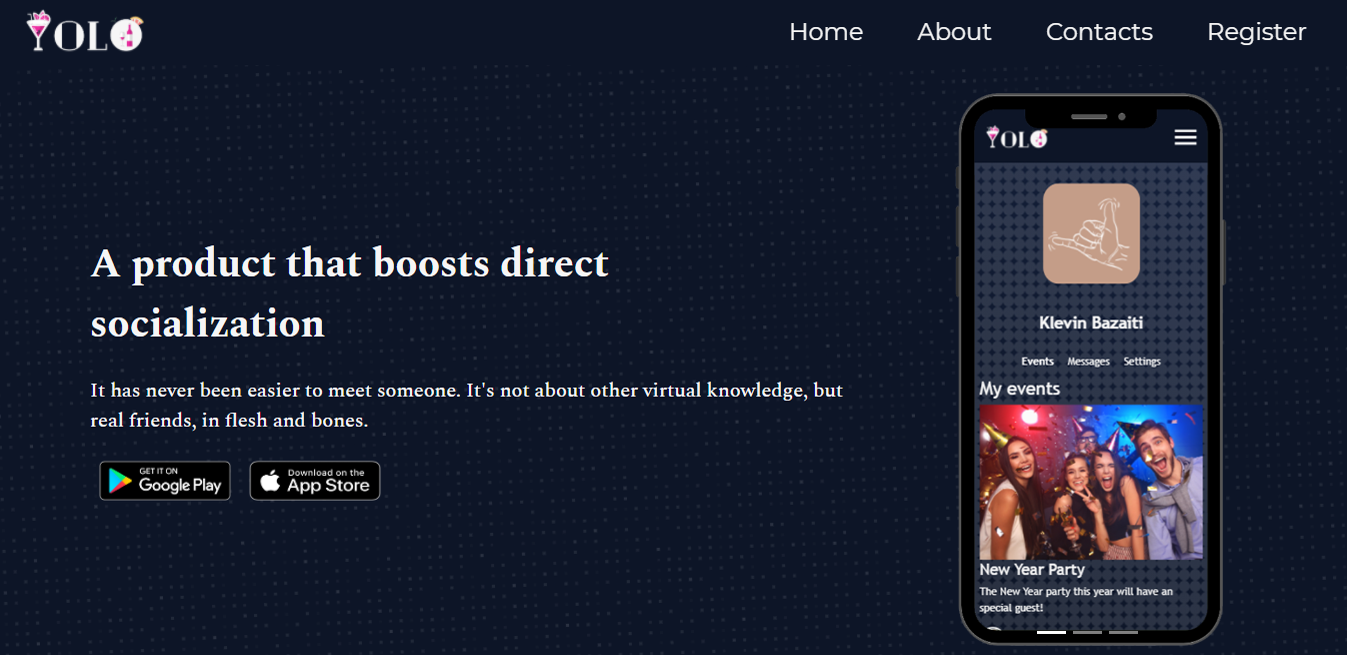 YOLO
Home About Contacts Register
A product that boosts direct
socialization
It has never been easier to meet someone. It's not about other virtual knowledge, but
real friends, in flesh and bones.
GET IT ON
Google Play
Download on the
App Store
YOLO
Klevin Bazaiti
Events Messages Settings
My events
New Year Party
The New Year party this year will have an
special guest!